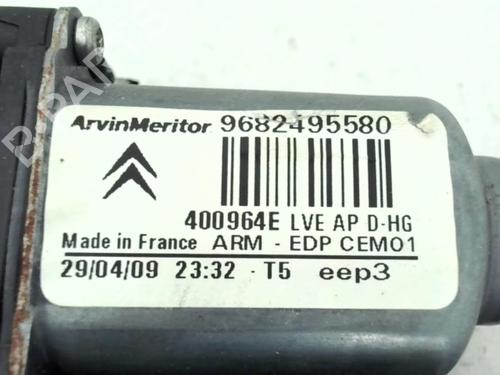 ArvinMeritor 9682495580
400964E LVE AP D-HG
Made in France ARM - EDP CEM01
29/04/09 23:32 - T5 eep3